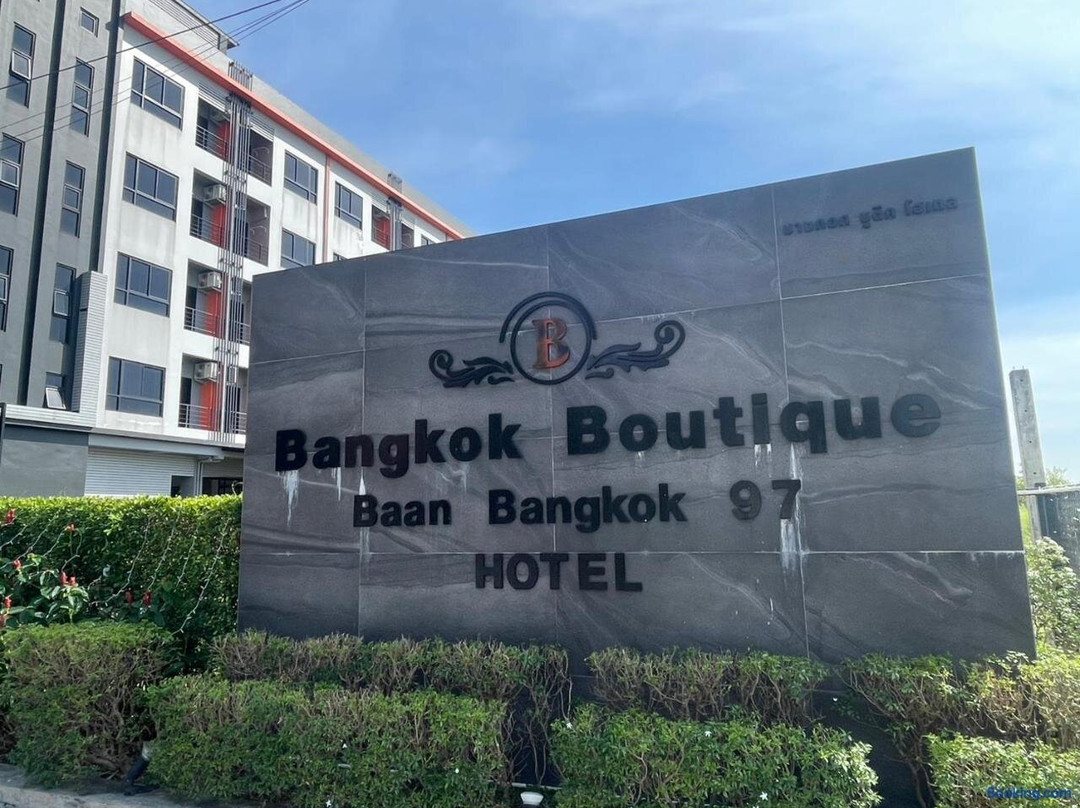 บางกอก บูติค โฮเตล
B
Bangkok Boutique
Baan Bangkok 97
HOTEL
Booking.com